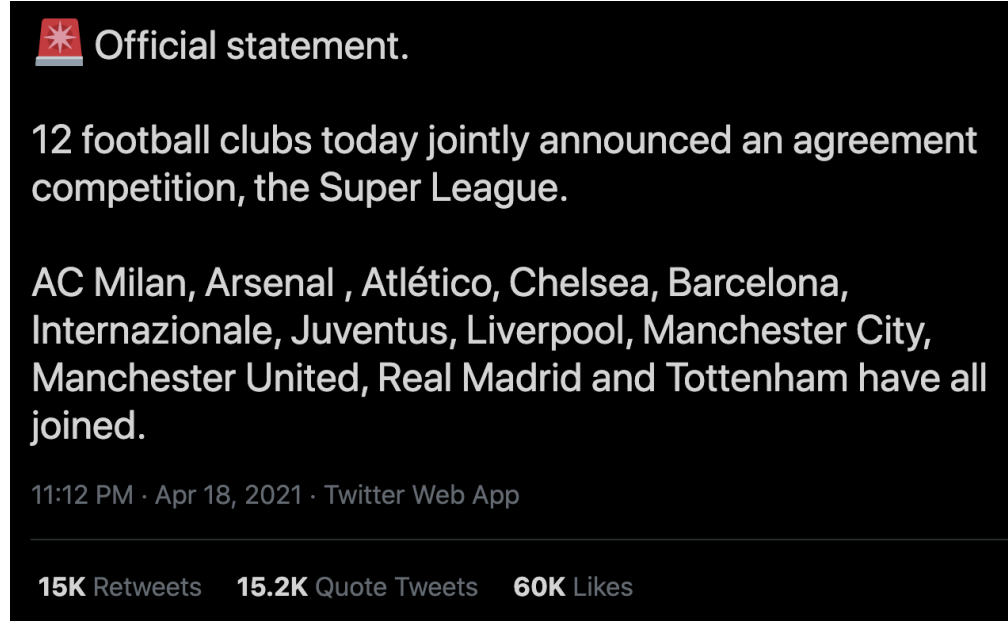 🚨 Official statement.
12 football clubs today jointly announced an agreement
competition, the Super League.
AC Milan, Arsenal , Atlético, Chelsea, Barcelona,
Internazionale, Juventus, Liverpool, Manchester City,
Manchester United, Real Madrid and Tottenham have all
joined.
11:12 PM · Apr 18, 2021 · Twitter Web App
15K Retweets 15.2K Quote Tweets 60K Likes